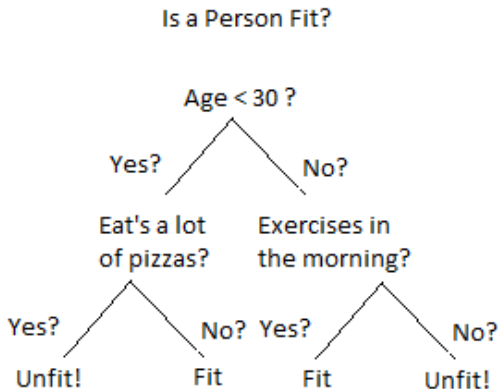 Is a Person Fit?
Age < 30 ?
Yes?
No?
Eat's a lot
of pizzas?
Exercises in
the morning?
Yes?
No?
Yes?
No?
Unfit!
Fit
Fit
Unfit!